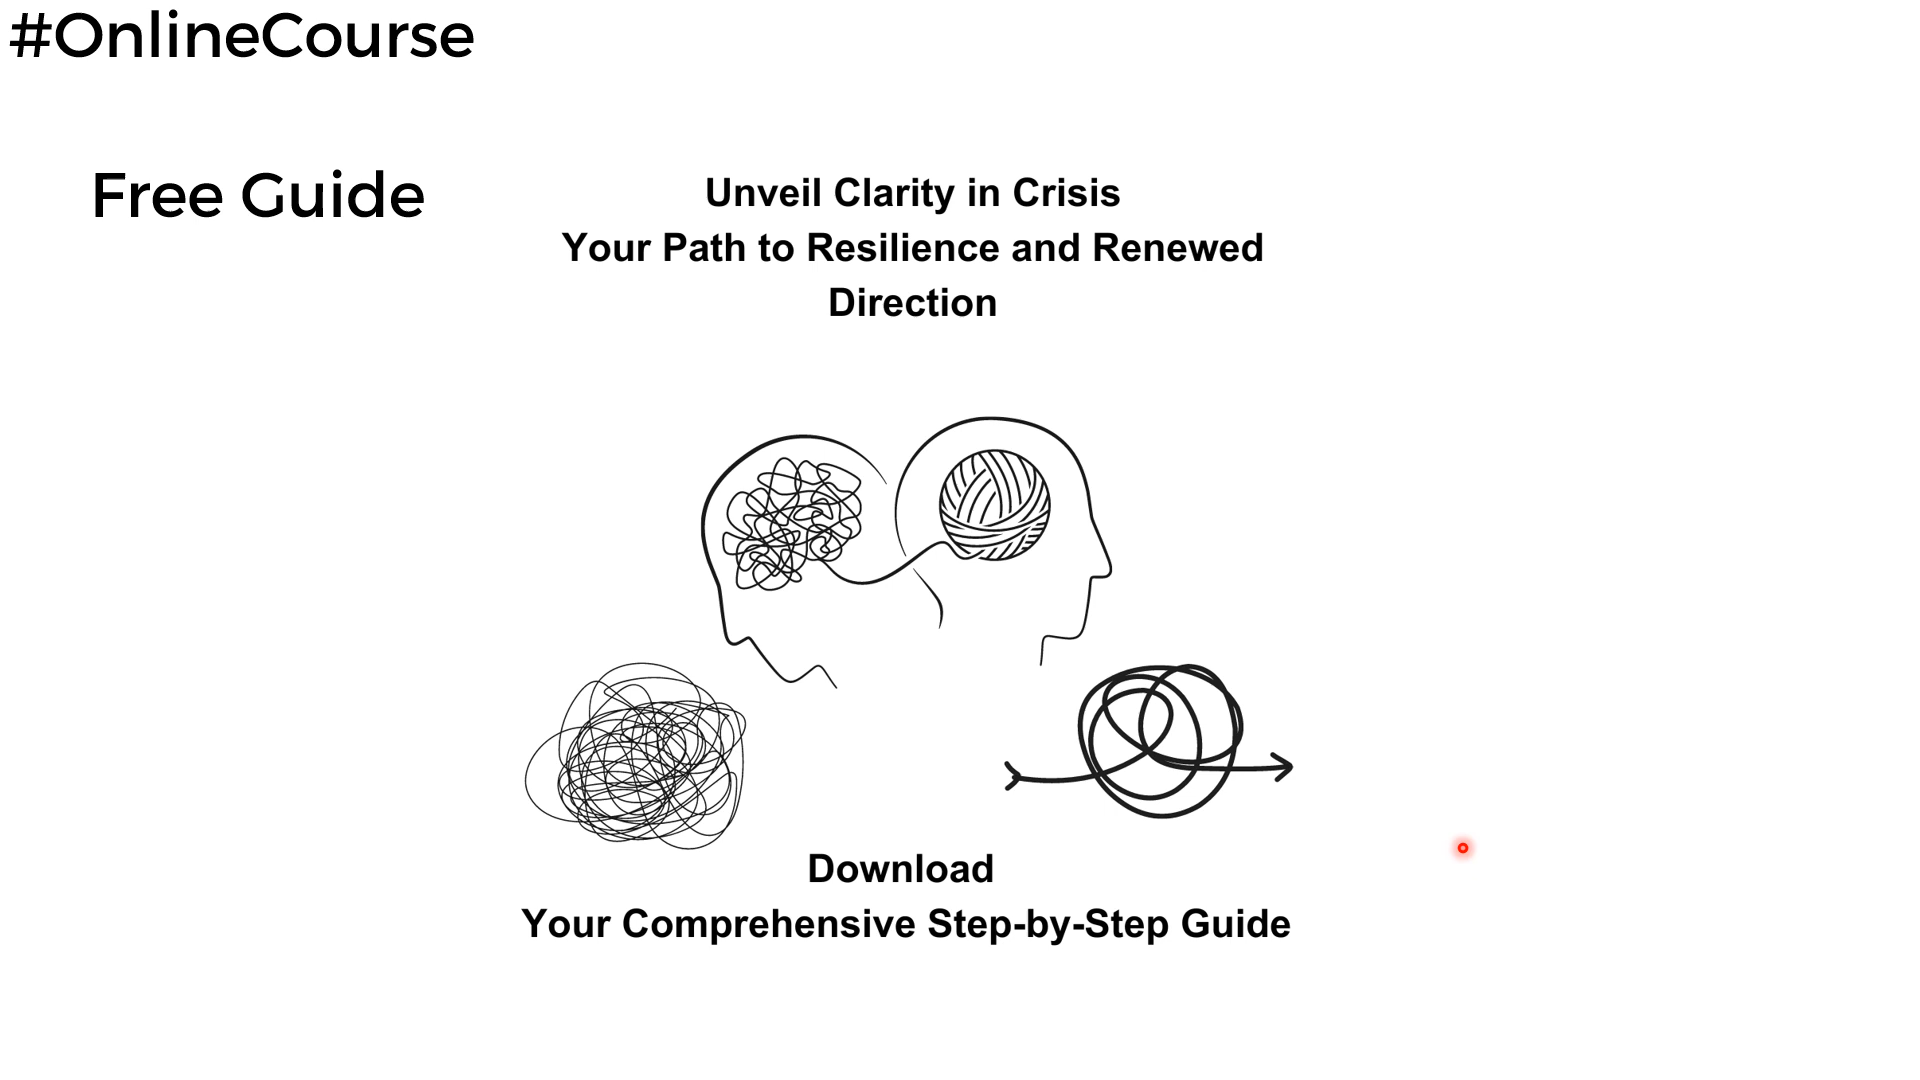 #OnlineCourse
Free Guide
Unveil Clarity in Crisis
Your Path to Resilience and Renewed
Direction
Download
Your Comprehensive Step-by-Step Guide